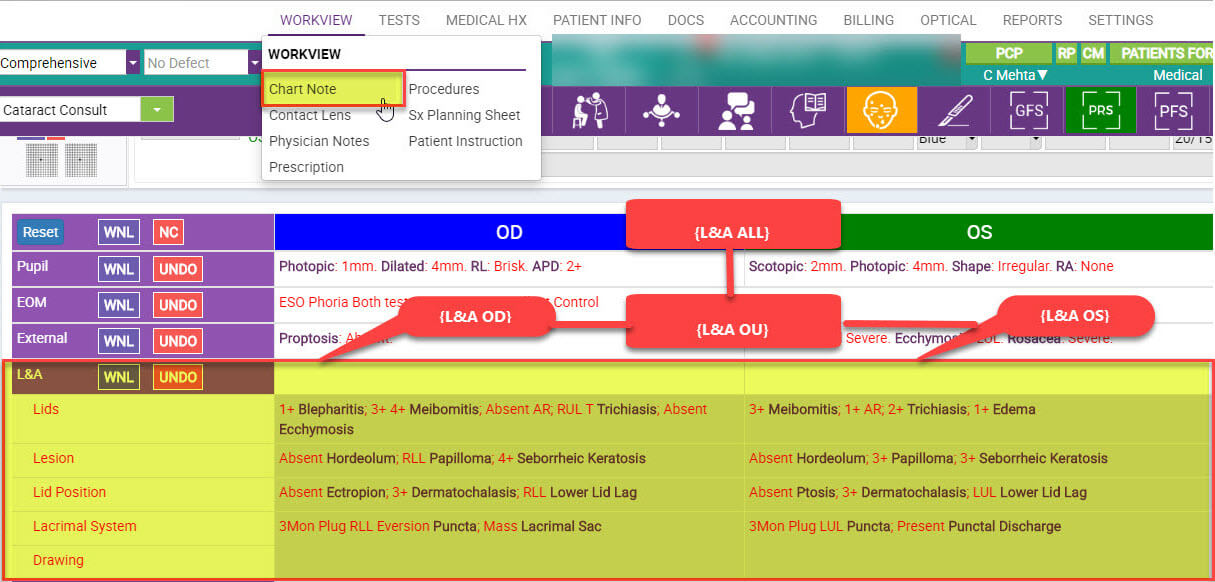 WORKVIEW TESTS MEDICAL HX PATIENT INFO DOCS ACCOUNTING BILLING OPTICAL REPORTS SETTINGS
WORKVIEW
Chart Note Procedures
Contact Lens Sx Planning Sheet
Physician Notes Patient Instruction
Prescription
Comprehensive No Defect
PCP RP CM PATIENTS FOR
C Mehta▼ Medical
Cataract Consult
GFS PRS PFS
Blue 20/15
Reset WNL NC OD {L&A ALL} OS
Pupil WNL UNDO Photopic: 1mm. Dilated: 4mm. RL: Brisk. APD: 2+ Scotopic: 2mm. Photopic: 4mm. Shape: Irregular. RA: None
EOM WNL UNDO ESO Phoria Both Control
{L&A OD} {L&A OU} {L&A OS}
External WNL UNDO Proptosis: Severe. Rosacea: Severe.
L&A WNL UNDO
Lids 1+ Blepharitis; 3+ 4+ Meibomitis; Absent AR; RUL T Trichiasis; Absent 3+ Meibomitis; 1+ AR; 2+ Trichiasis; 1+ Edema
Ecchymosis
Lesion Absent Hordeolum; RLL Papilloma; 4+ Seborrheic Keratosis Absent Hordeolum; 3+ Papilloma; 3+ Seborrheic Keratosis
Lid Position Absent Ectropion; 3+ Dermatochalasis; RLL Lower Lid Lag Absent Ptosis; 3+ Dermatochalasis; LUL Lower Lid Lag
Lacrimal System 3Mon Plug RLL Eversion Puncta; Mass Lacrimal Sac 3Mon Plug LUL Puncta; Present Punctal Discharge
Drawing